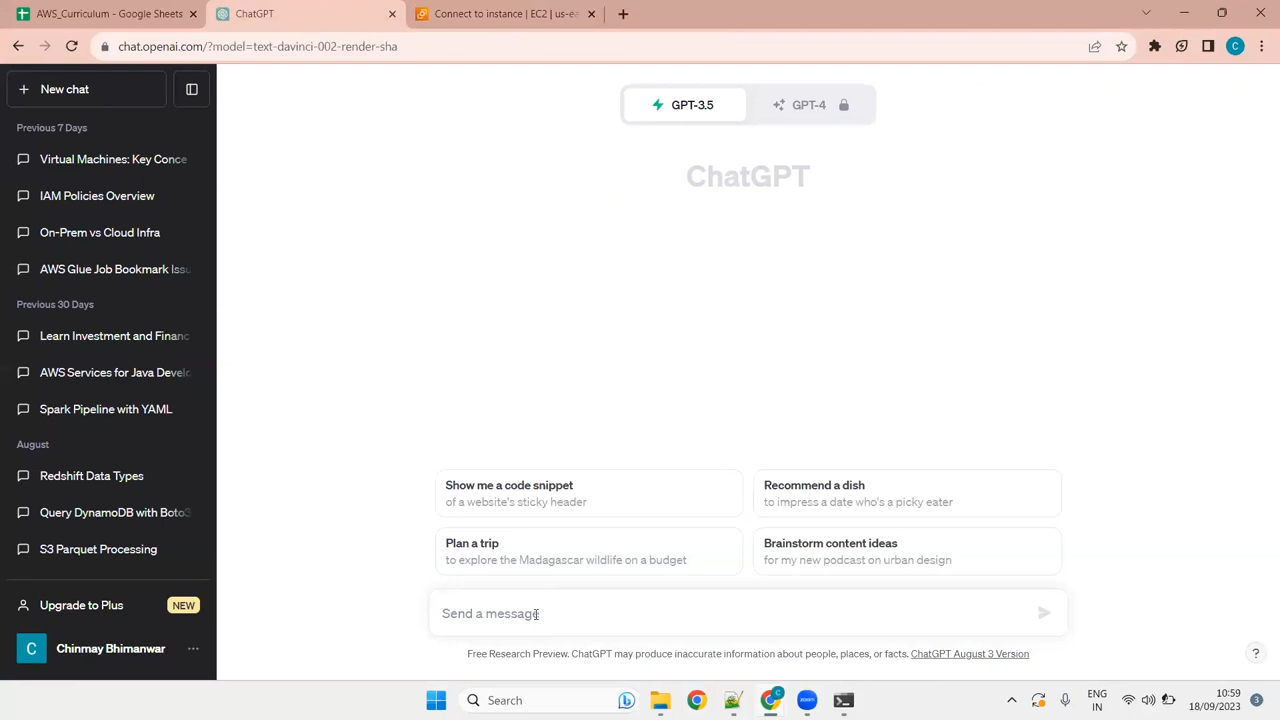 AWS_Curriculum - Google Sheets
ChatGPT
Connect to instance | EC2 | us-ea
chat.openai.com/?model=text-davinci-002-render-sha
C
New chat
Previous 7 Days
Virtual Machines: Key Conce
IAM Policies Overview
On-Prem vs Cloud Infra
AWS Glue Job Bookmark Issu
Previous 30 Days
Learn Investment and Financ
AWS Services for Java Develo
Spark Pipeline with YAML
August
Redshift Data Types
Query DynamoDB with Boto3
S3 Parquet Processing
Upgrade to Plus
NEW
C
Chinmay Bhimanwar
GPT-3.5
GPT-4
ChatGPT
Show me a code snippet
of a website's sticky header
Recommend a dish
to impress a date who's a picky eater
Plan a trip
to explore the Madagascar wildlife on a budget
Brainstorm content ideas
for my new podcast on urban design
Send a message
Free Research Preview. ChatGPT may produce inaccurate information about people, places, or facts. ChatGPT August 3 Version
?
Search
C
zoom
ENG
IN
10:59
18/09/2023
3